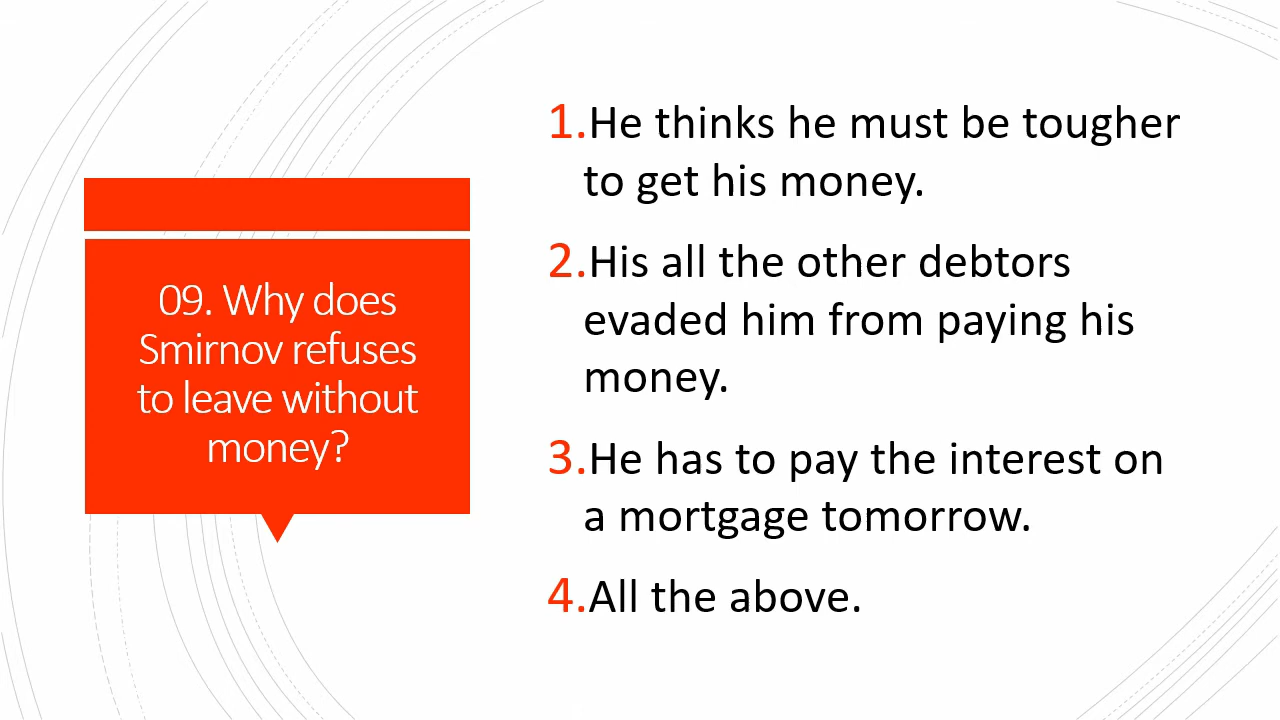 09. Why does
Smirnov refuses
to leave without
money?
1.He thinks he must be tougher
to get his money.
2.His all the other debtors
evaded him from paying his
money.
3.He has to pay the interest on
a mortgage tomorrow.
4.All the above.